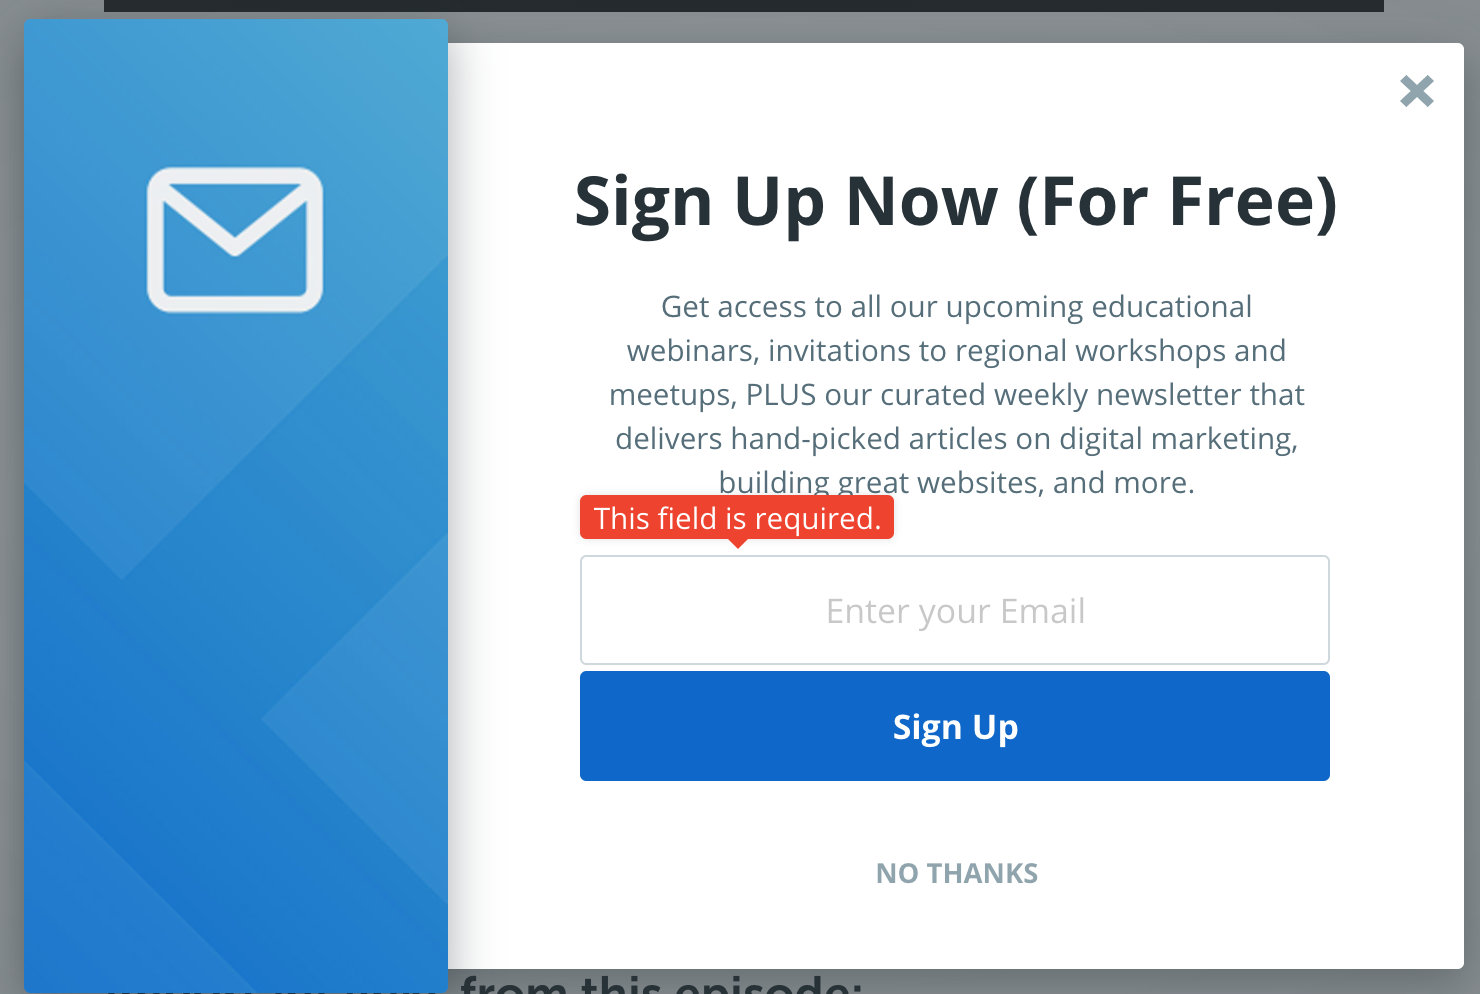 Sign Up Now (For Free)
Get access to all our upcoming educational
webinars, invitations to regional workshops and
meetups, PLUS our curated weekly newsletter that
delivers hand-picked articles on digital marketing,
building great websites, and more.
This field is required.
Enter your Email
Sign Up
NO THANKS
from this episode: